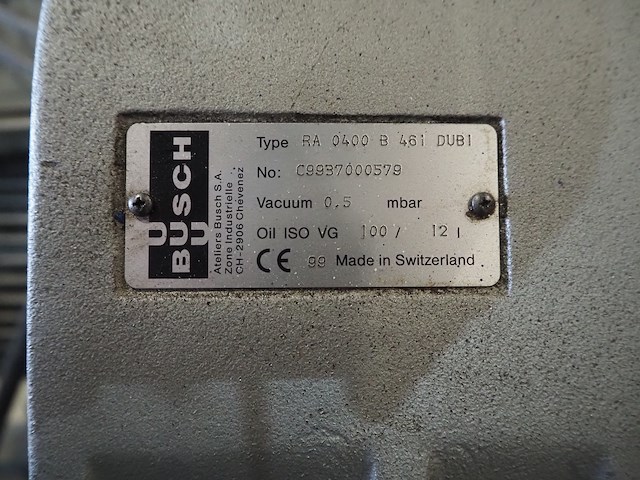 BUSCH
Ateliers Busch S.A.
Zone Industrielle
CH-2906 Chevenez
Type RA 0400 B 461 DUB1
No: C99B7000579
Vacuum 0.5 mbar
Oil ISO VG 100 / 12 l
CE 99 Made in Switzerland